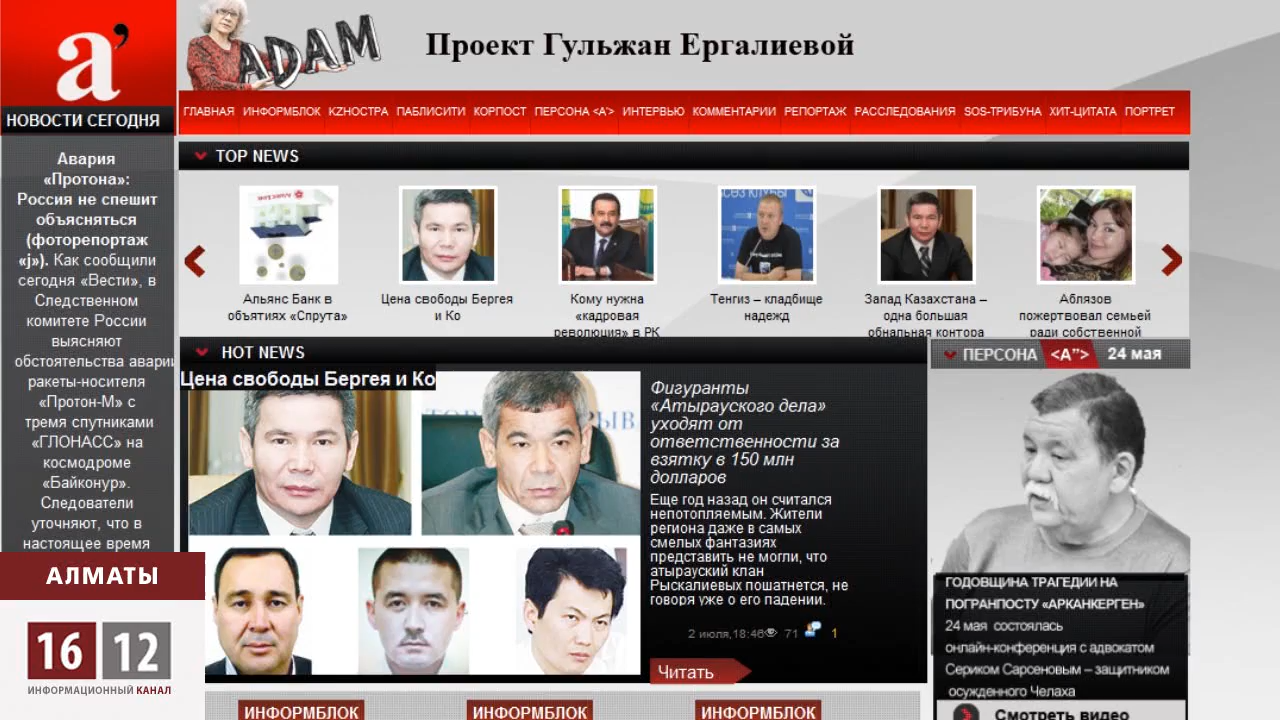 а’
НОВОСТИ СЕГОДНЯ
ADAM
Проект Гульжан Ергалиевой
ГЛАВНАЯ ИНФОРМБЛОК KZНОСТРА ПАБЛИСИТИ КОРПОСТ ПЕРСОНА <А'> ИНТЕРВЬЮ КОММЕНТАРИИ РЕПОРТАЖ РАССЛЕДОВАНИЯ SOS-ТРИБУНА ХИТ-ЦИТАТА ПОРТРЕТ
Авария
«Протона»:
Россия не спешит
объясняться
(фоторепортаж
«j»). Как сообщили
сегодня «Вести», в
Следственном
комитете России
выясняют
обстоятельства аварии
ракеты-носителя
«Протон-М» с
тремя спутниками
«ГЛОНАСС» на
космодроме
«Байконур».
Следователи
уточняют, что в
настоящее время
TOP NEWS
Альянс Банк в
объятиях «Спрута»
Цена свободы Бергея
и Ко
Кому нужна
«кадровая
революция» в РК
Тенгиз – кладбище
надежд
Запад Казахстана –
одна большая
обнальная контора
Аблязов
пожертвовал семьей
ради собственной
HOT NEWS
Цена свободы Бергея и Ко
Фигуранты
«Атырауского дела»
уходят от
ответственности за
взятку в 150 млн
долларов
Еще год назад он считался
непотопляемым. Жители
региона даже в самых
смелых фантазиях
представить не могли, что
атырауский клан
Рыскалиевых пошатнется, не
говоря уже о его падении.
2 июля,18:46 71 1
Читать
ПЕРСОНА <А”> 24 мая
ГОДОВЩИНА ТРАГЕДИИ НА
ПОГРАНПОСТУ «АРКАНКЕРГЕН»
24 мая состоялась
онлайн-конференция с адвокатом
Сериком Сарсеновым – защитником
осужденного Челаха
Смотреть видео
ИНФОРМБЛОК ИНФОРМБЛОК ИНФОРМБЛОК
АЛМАТЫ
16 12
ИНФОРМАЦИОННЫЙ КАНАЛ